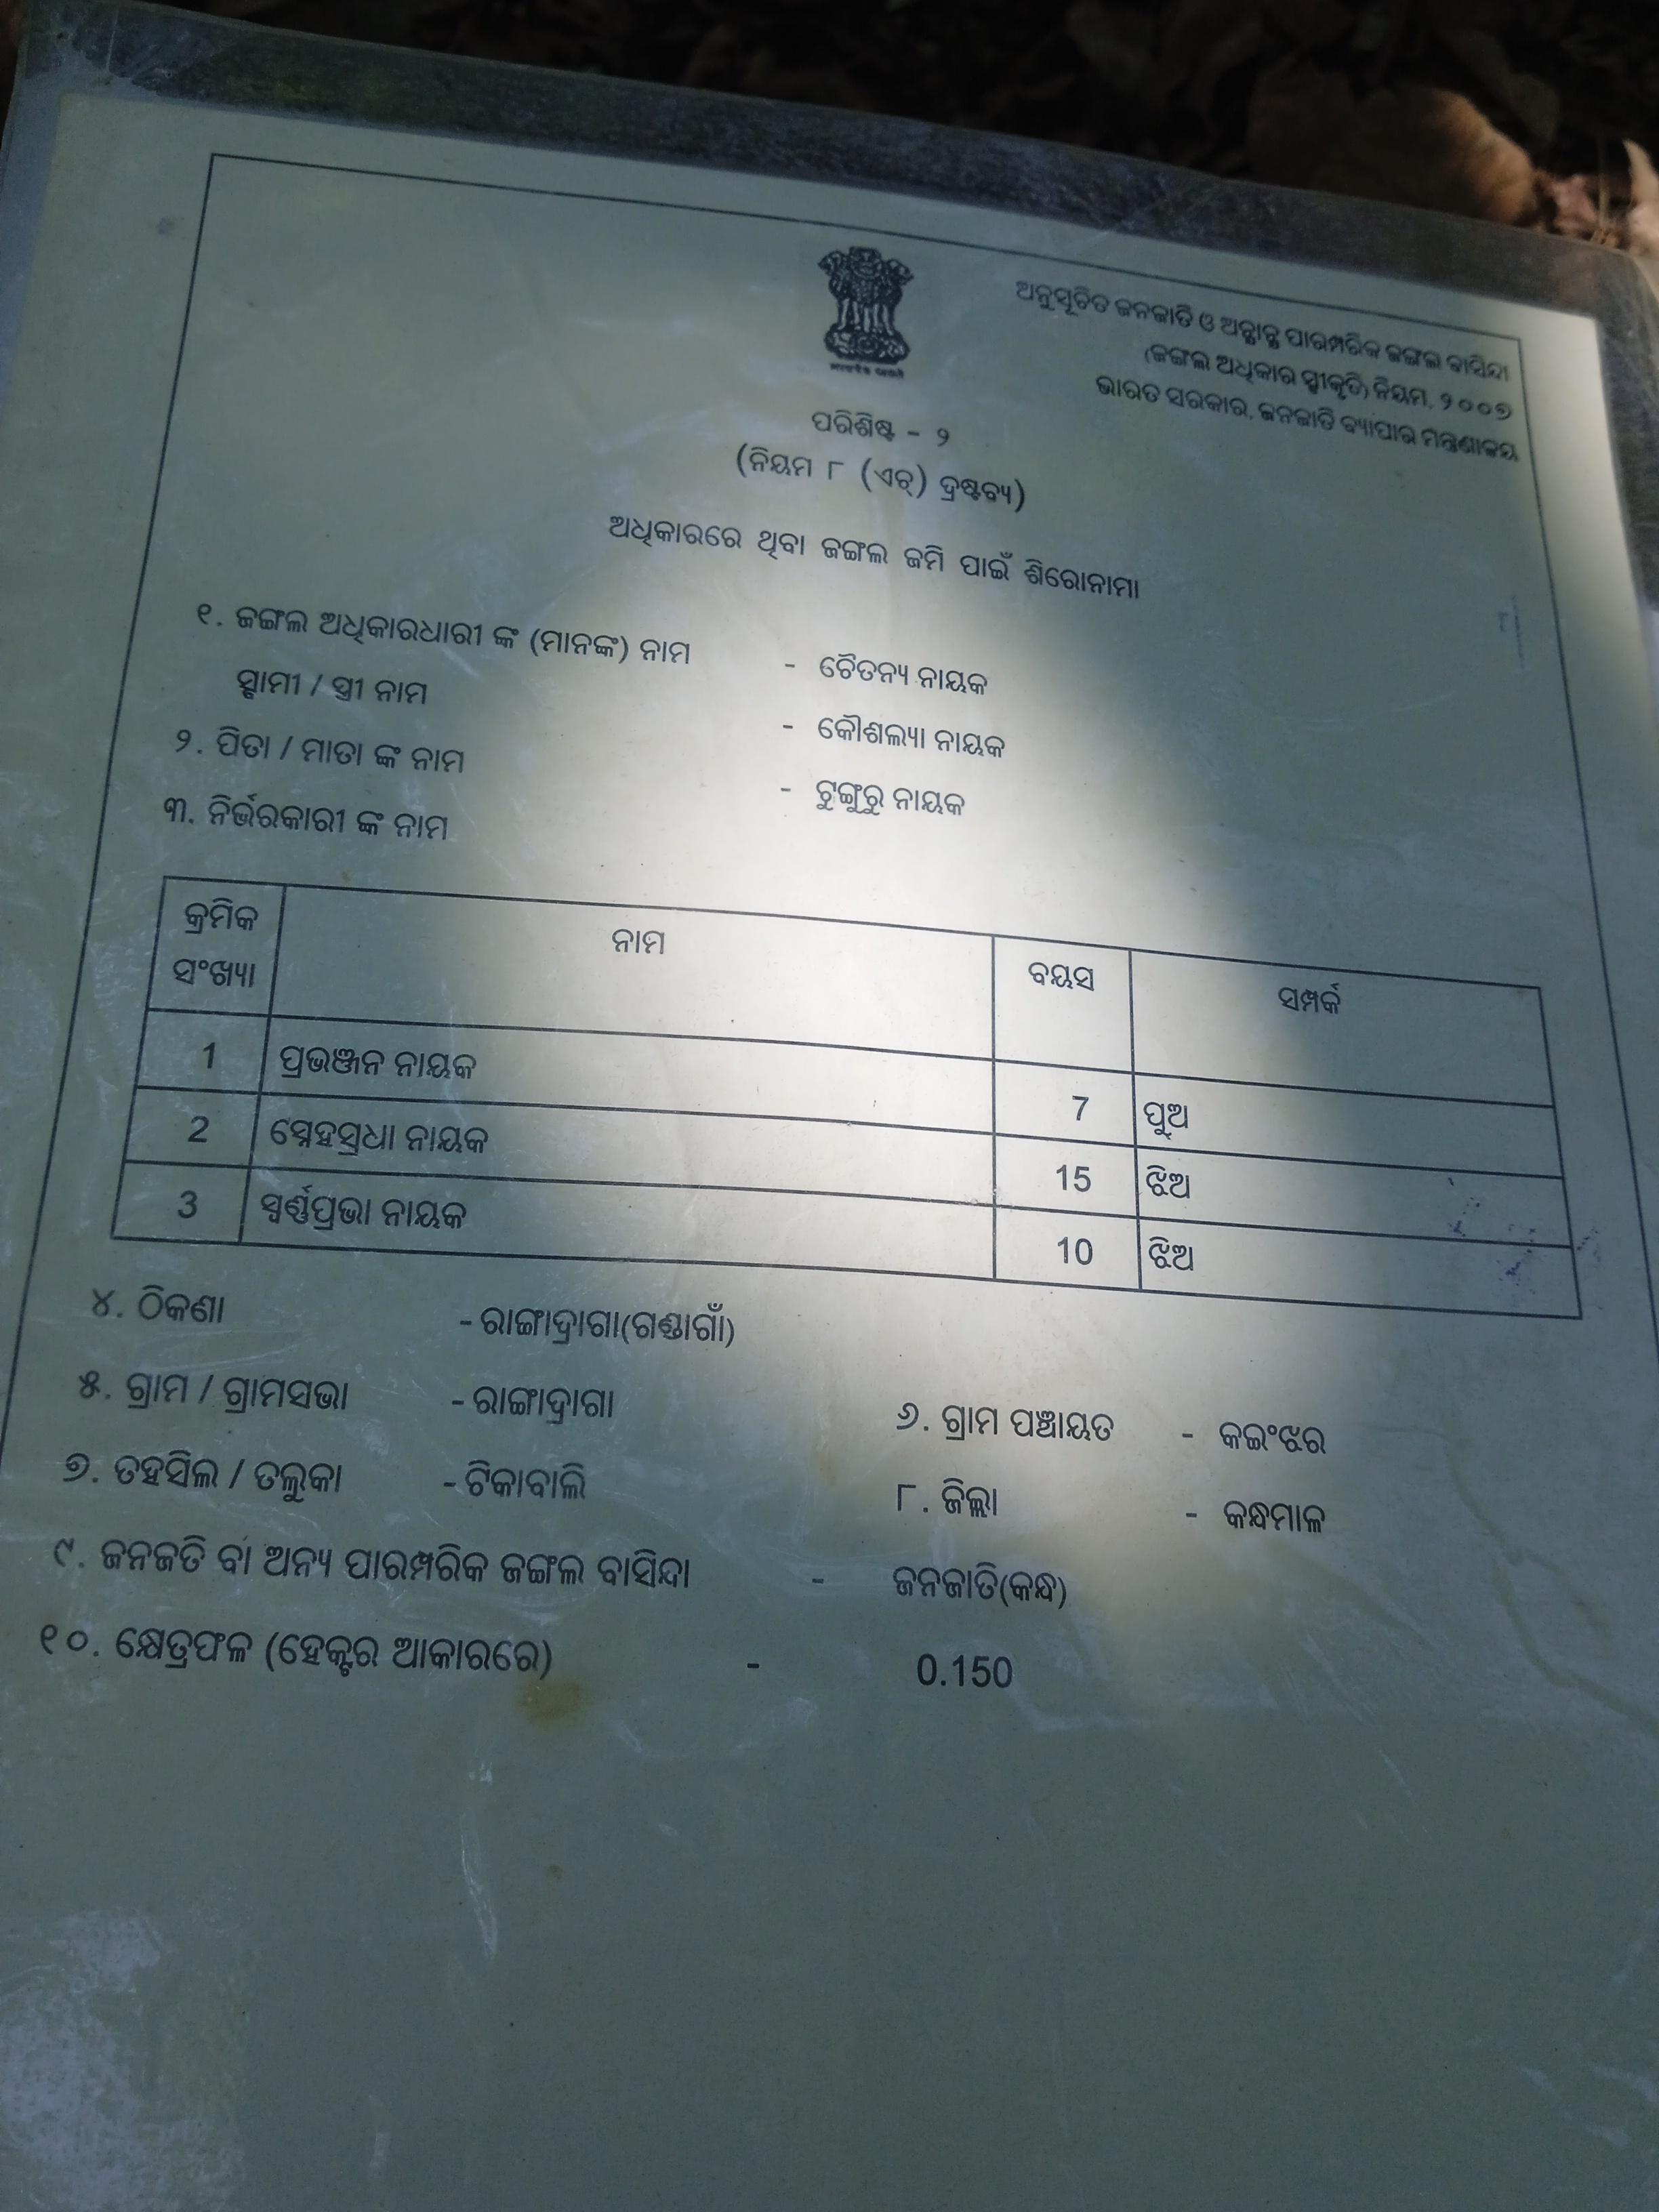 ଅନୁସୂଚିତ ଜନଜାତି ଓ ଅନ୍ୟାନ୍ୟ ପାରମ୍ପରିକ ଜଙ୍ଗଲ ବାସିନ୍ଦା
(ଜଙ୍ଗଲ ଅଧିକାର ସ୍ୱୀକୃତି) ନିୟମ, ୨୦୦୭
ଭାରତ ସରକାର, ଜନଜାତି ବ୍ୟାପାର ମନ୍ତ୍ରଣାଳୟ
ପରିଶିଷ୍ଟ - ୨
(ନିୟମ ୮ (ଏଚ୍) ଦ୍ରଷ୍ଟବ୍ୟ)
ଅଧିକାରରେ ଥିବା ଜଙ୍ଗଲ ଜମି ପାଇଁ ଶିରୋନାମା
୧. ଜଙ୍ଗଲ ଅଧିକାରଧାରୀ ଙ୍କ (ମାନଙ୍କ) ନାମ - ଚୈତନ୍ୟ ନାୟକ
ସ୍ୱାମୀ / ସ୍ତ୍ରୀ ନାମ - କୌଶଲ୍ୟା ନାୟକ
୨. ପିତା / ମାତା ଙ୍କ ନାମ - ଟୁଙ୍ଗୁରୁ ନାୟକ
୩. ନିର୍ଭରକାରୀ ଙ୍କ ନାମ
କ୍ରମିକ ସଂଖ୍ୟା ନାମ ବୟସ ସମ୍ପର୍କ
1 ପ୍ରଭଞ୍ଜନ ନାୟକ 7 ପୁଅ
2 ସ୍ନେହସ୍ରଧା ନାୟକ 15 ଝିଅ
3 ସ୍ୱର୍ଣ୍ଣପ୍ରଭା ନାୟକ 10 ଝିଅ
୪. ଠିକଣା - ରାଙ୍ଗାଦ୍ରାଗା(ଗଣ୍ଡାଗାଁ)
୫. ଗ୍ରାମ / ଗ୍ରାମସଭା - ରାଙ୍ଗାଦ୍ରାଗା ୬. ଗ୍ରାମ ପଞ୍ଚାୟତ - କଇଂଝର
୭. ତହସିଲ / ତଲୁକା - ଟିକାବାଲି ୮. ଜିଲ୍ଲା - କନ୍ଧମାଳ
୯. ଜନଜତି ବା ଅନ୍ୟ ପାରମ୍ପରିକ ଜଙ୍ଗଲ ବାସିନ୍ଦା - ଜନଜାତି(କନ୍ଧ)
୧୦. କ୍ଷେତ୍ରଫଳ (ହେକ୍ଟର ଆକାରରେ) - 0.150